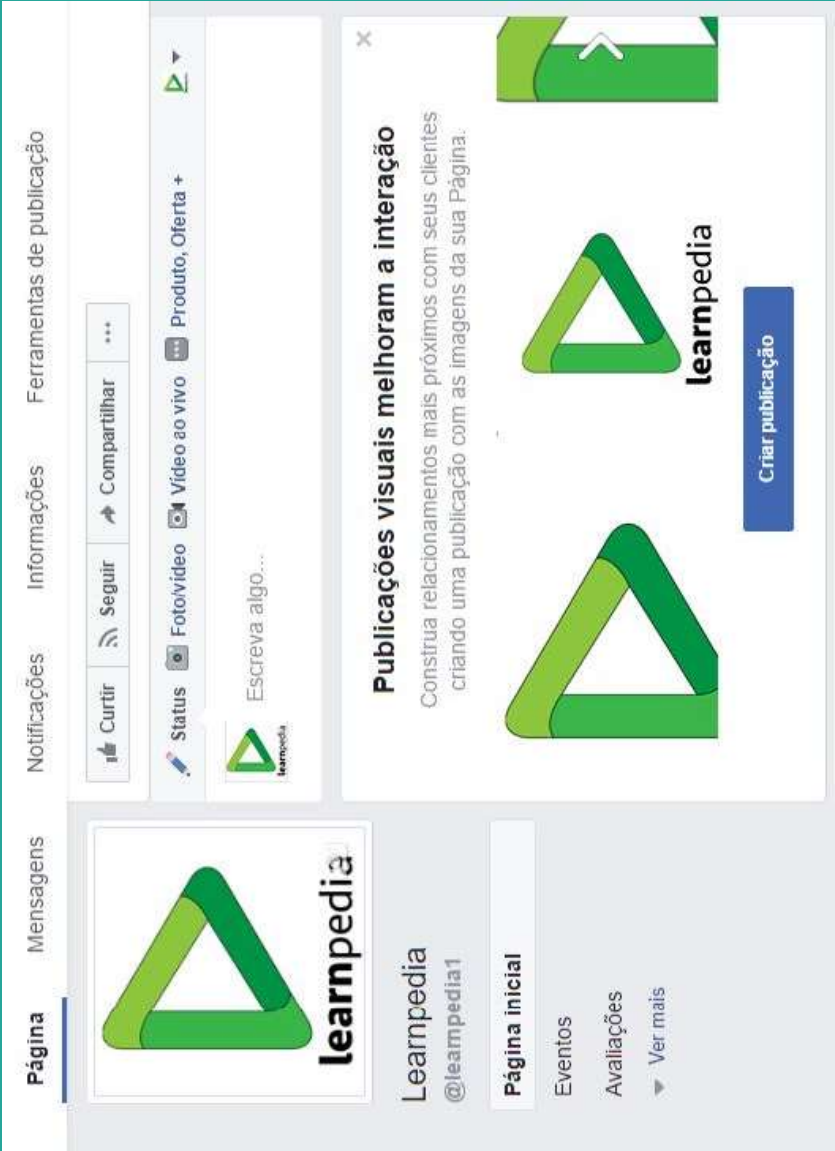 Página Mensagens Notificações Informações Ferramentas de publicação
Curtir Seguir Compartilhar ...
Status Foto/vídeo Vídeo ao vivo Produto, Oferta +
learnpedia
Escreva algo...
learnpedia
Learnpedia
@learnpedia1
Página inicial
Eventos
Avaliações
Ver mais
Publicações visuais melhoram a interação
Construa relacionamentos mais próximos com seus clientes
criando uma publicação com as imagens da sua Página.
learnpedia
Criar publicação